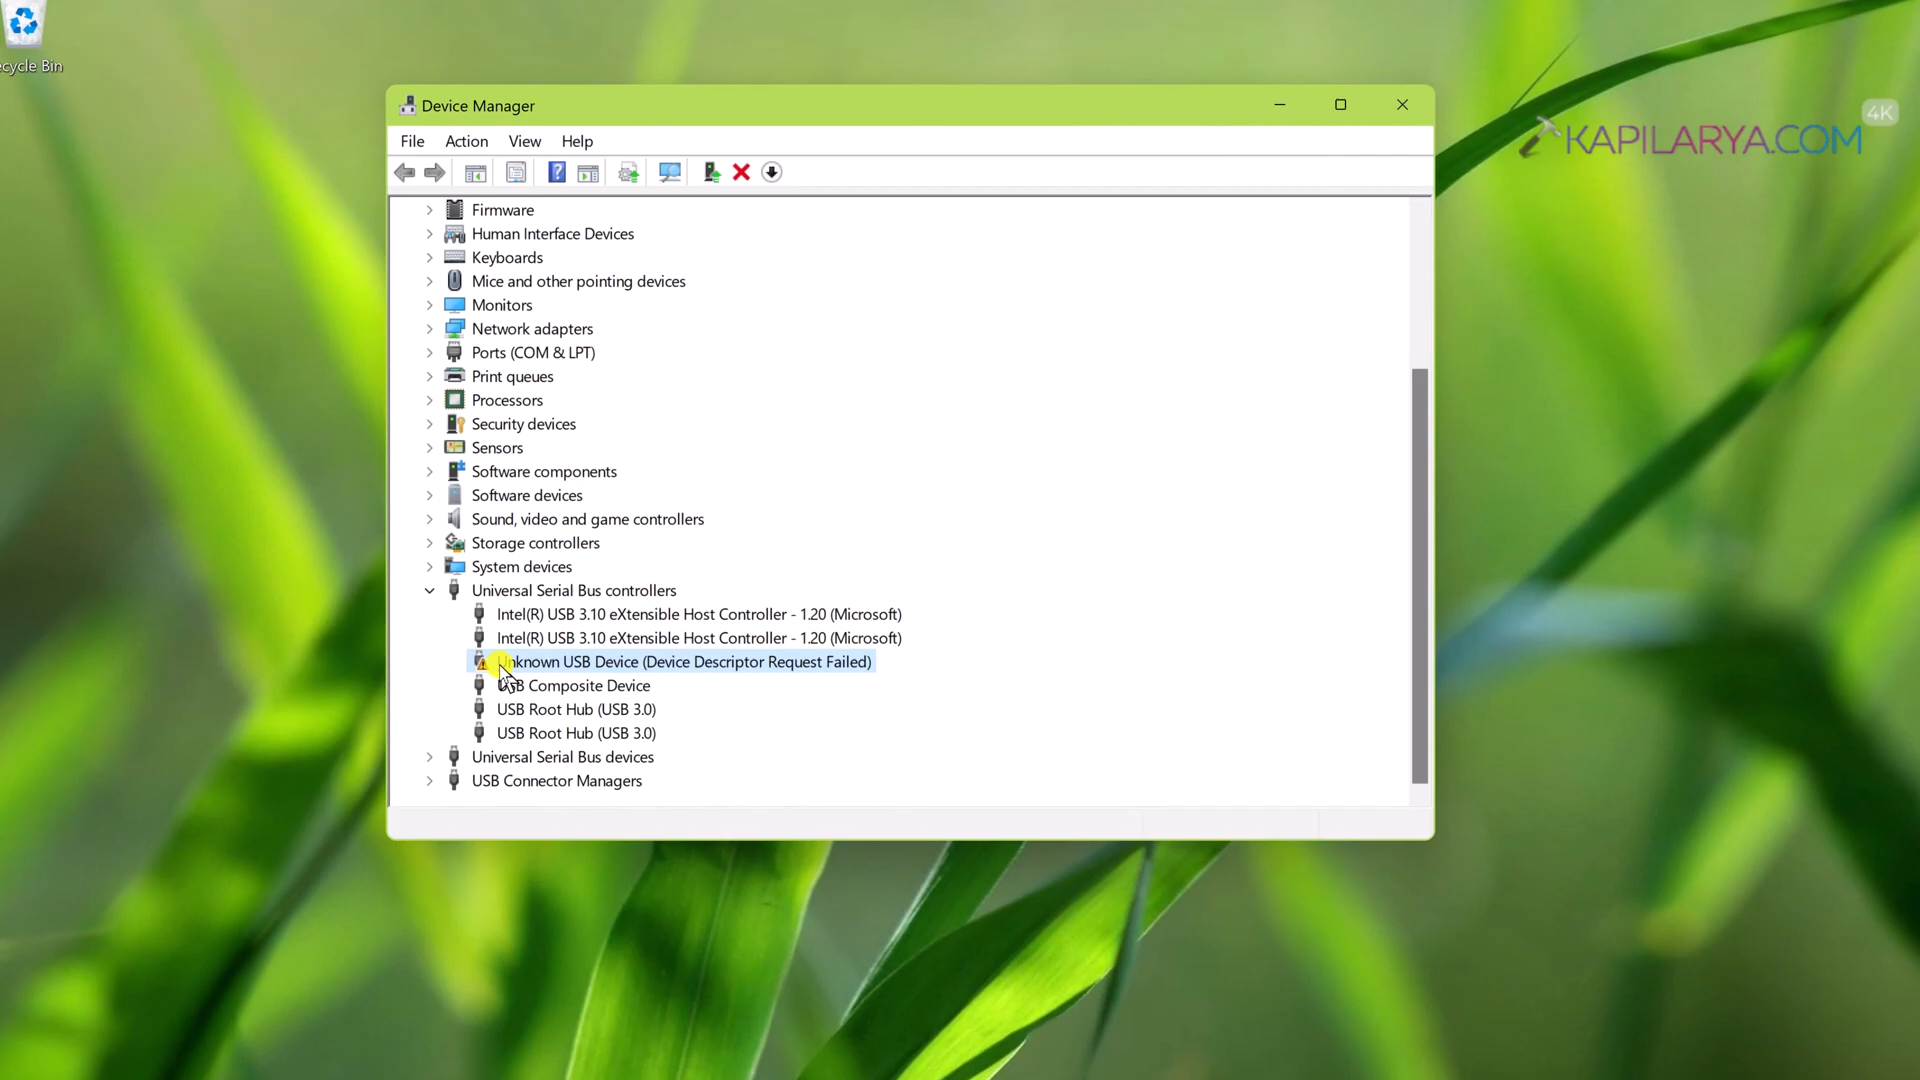 ecycle Bin
Device Manager
4K
KAPILARYA.COM
File Action View Help
Firmware
Human Interface Devices
Keyboards
Mice and other pointing devices
Monitors
Network adapters
Ports (COM & LPT)
Print queues
Processors
Security devices
Sensors
Software components
Software devices
Sound, video and game controllers
Storage controllers
System devices
Universal Serial Bus controllers
Intel(R) USB 3.10 eXtensible Host Controller - 1.20 (Microsoft)
Intel(R) USB 3.10 eXtensible Host Controller - 1.20 (Microsoft)
Unknown USB Device (Device Descriptor Request Failed)
USB Composite Device
USB Root Hub (USB 3.0)
USB Root Hub (USB 3.0)
Universal Serial Bus devices
USB Connector Managers